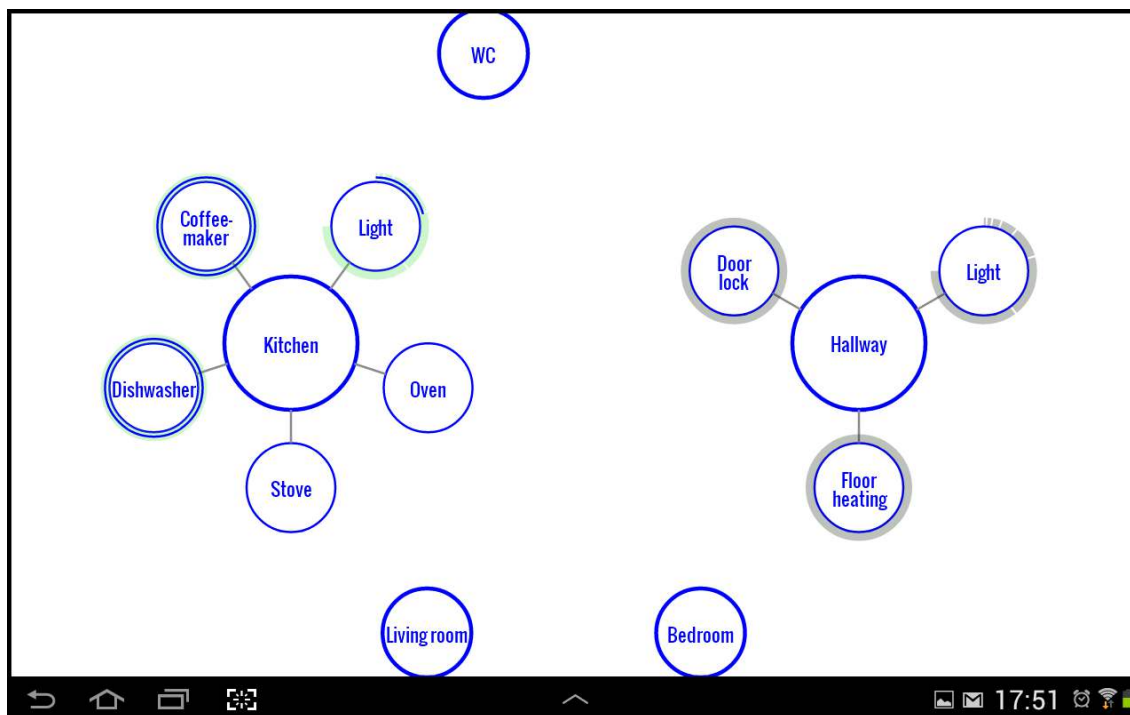 WC
Coffee-
maker
Light
Kitchen
Dishwasher
Oven
Stove
Door
lock
Light
Hallway
Floor
heating
Living room
Bedroom
17:51